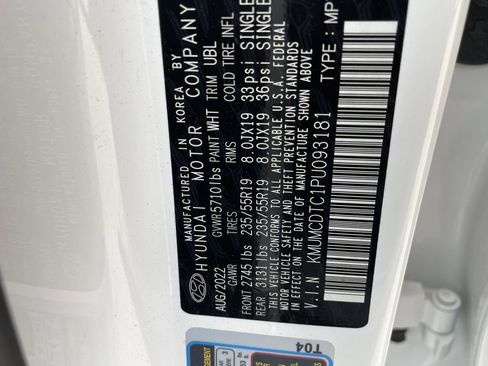 MANUFACTURED IN KOREA BY
HYUNDAI MOTOR COMPANY
AUG/2022 GVWR 5710 lbs PAINT WHT TRIM UBL
GAWR TIRES RIMS COLD TIRE INFL
FRONT 2745 lbs 235/55R19 8.0JX19 33psi SINGLE
REAR 3131 lbs 235/55R19 8.0JX19 36psi SINGLE
THIS VEHICLE CONFORMS TO ALL APPLICABLE U.S.A. FEDERAL
MOTOR VEHICLE SAFETY AND THEFT PREVENTION STANDARDS
IN EFFECT ON THE DATE OF MANUFACTURE SHOWN ABOVE
V.I.N KMUMCDTC1PU093181 TYPE : MP
T04